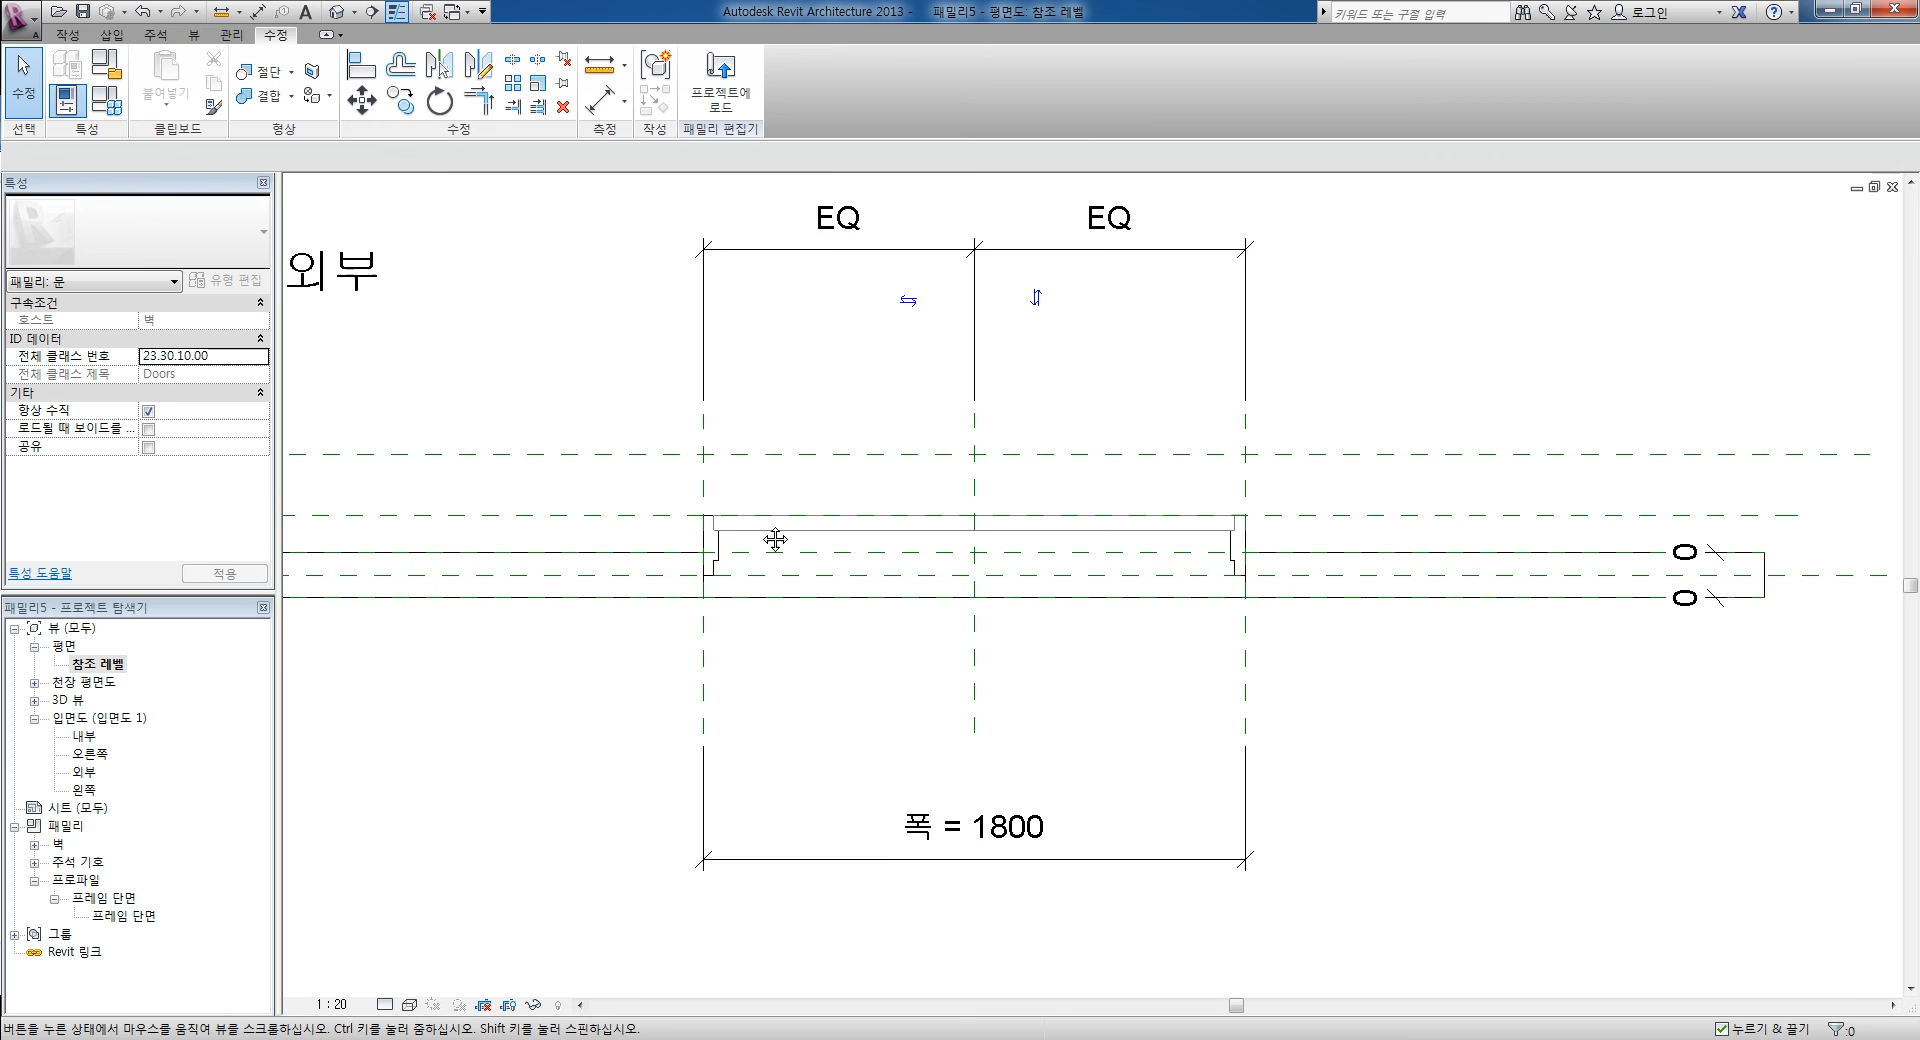 Autodesk Revit Architecture 2013 - 패밀리5 - 평면도: 참조 레벨
키워드 또는 구절 입력
로그인
작성 삽입 주석 뷰 관리 수정
수정
붙여넣기
절단
결합
프로젝트에
로드
선택 특성 클립보드 형상 수정 측정 작성 패밀리 편집기
특성
패밀리: 문
유형 편집
구속조건
호스트 벽
ID 데이터
전체 클래스 번호 23.30.10.00
전체 클래스 제목 Doors
기타
항상 수직
로드될 때 보이드를 ...
공유
특성 도움말 적용
패밀리5 - 프로젝트 탐색기
뷰 (모두)
평면
참조 레벨
천장 평면도
3D 뷰
입면도 (입면도 1)
내부
오른쪽
외부
왼쪽
시트 (모두)
패밀리
벽
주석 기호
프로파일
프레임 단면
프레임 단면
그룹
Revit 링크
외부
EQ EQ
0
0
폭 = 1800
1 : 20
버튼을 누른 상태에서 마우스를 움직여 뷰를 스크롤하십시오. Ctrl 키를 눌러 줌하십시오. Shift 키를 눌러 스핀하십시오.
누르기 & 끌기
:0